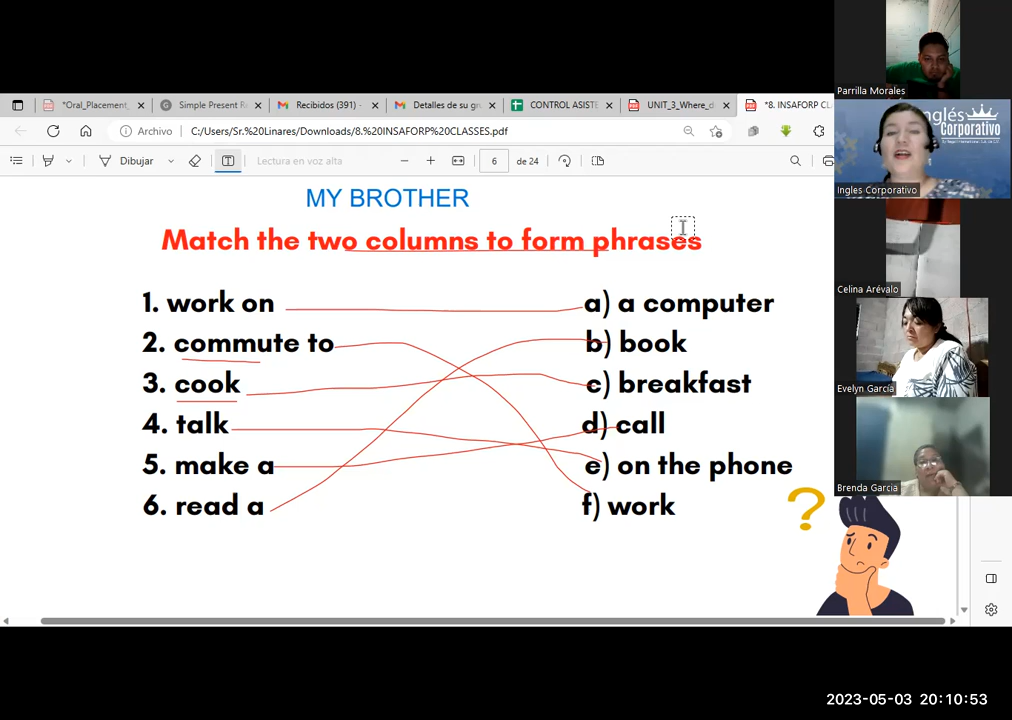 *Oral_Placement_
Simple Present Re
Recibidos (391) -
Detalles de su gru
CONTROL ASISTE
UNIT_3_Where_d
*8. INSAFORP CL
Archivo
C:/Users/Sr.%20Linares/Downloads/8.%20INSAFORP%20CLASSES.pdf
Dibujar
Lectura en voz alta
6
de 24
MY BROTHER
Match the two columns to form phrases
1. work on
a) a computer
2. commute to
b) book
3. cook
c) breakfast
4. talk
d) call
5. make a
e) on the phone
6. read a
f) work
?
Parrilla Morales
Inglés
Corporativo
Ingles Corporativo
Celina Arévalo
Evelyn García
Brenda Garcia
2023-05-03 20:10:53